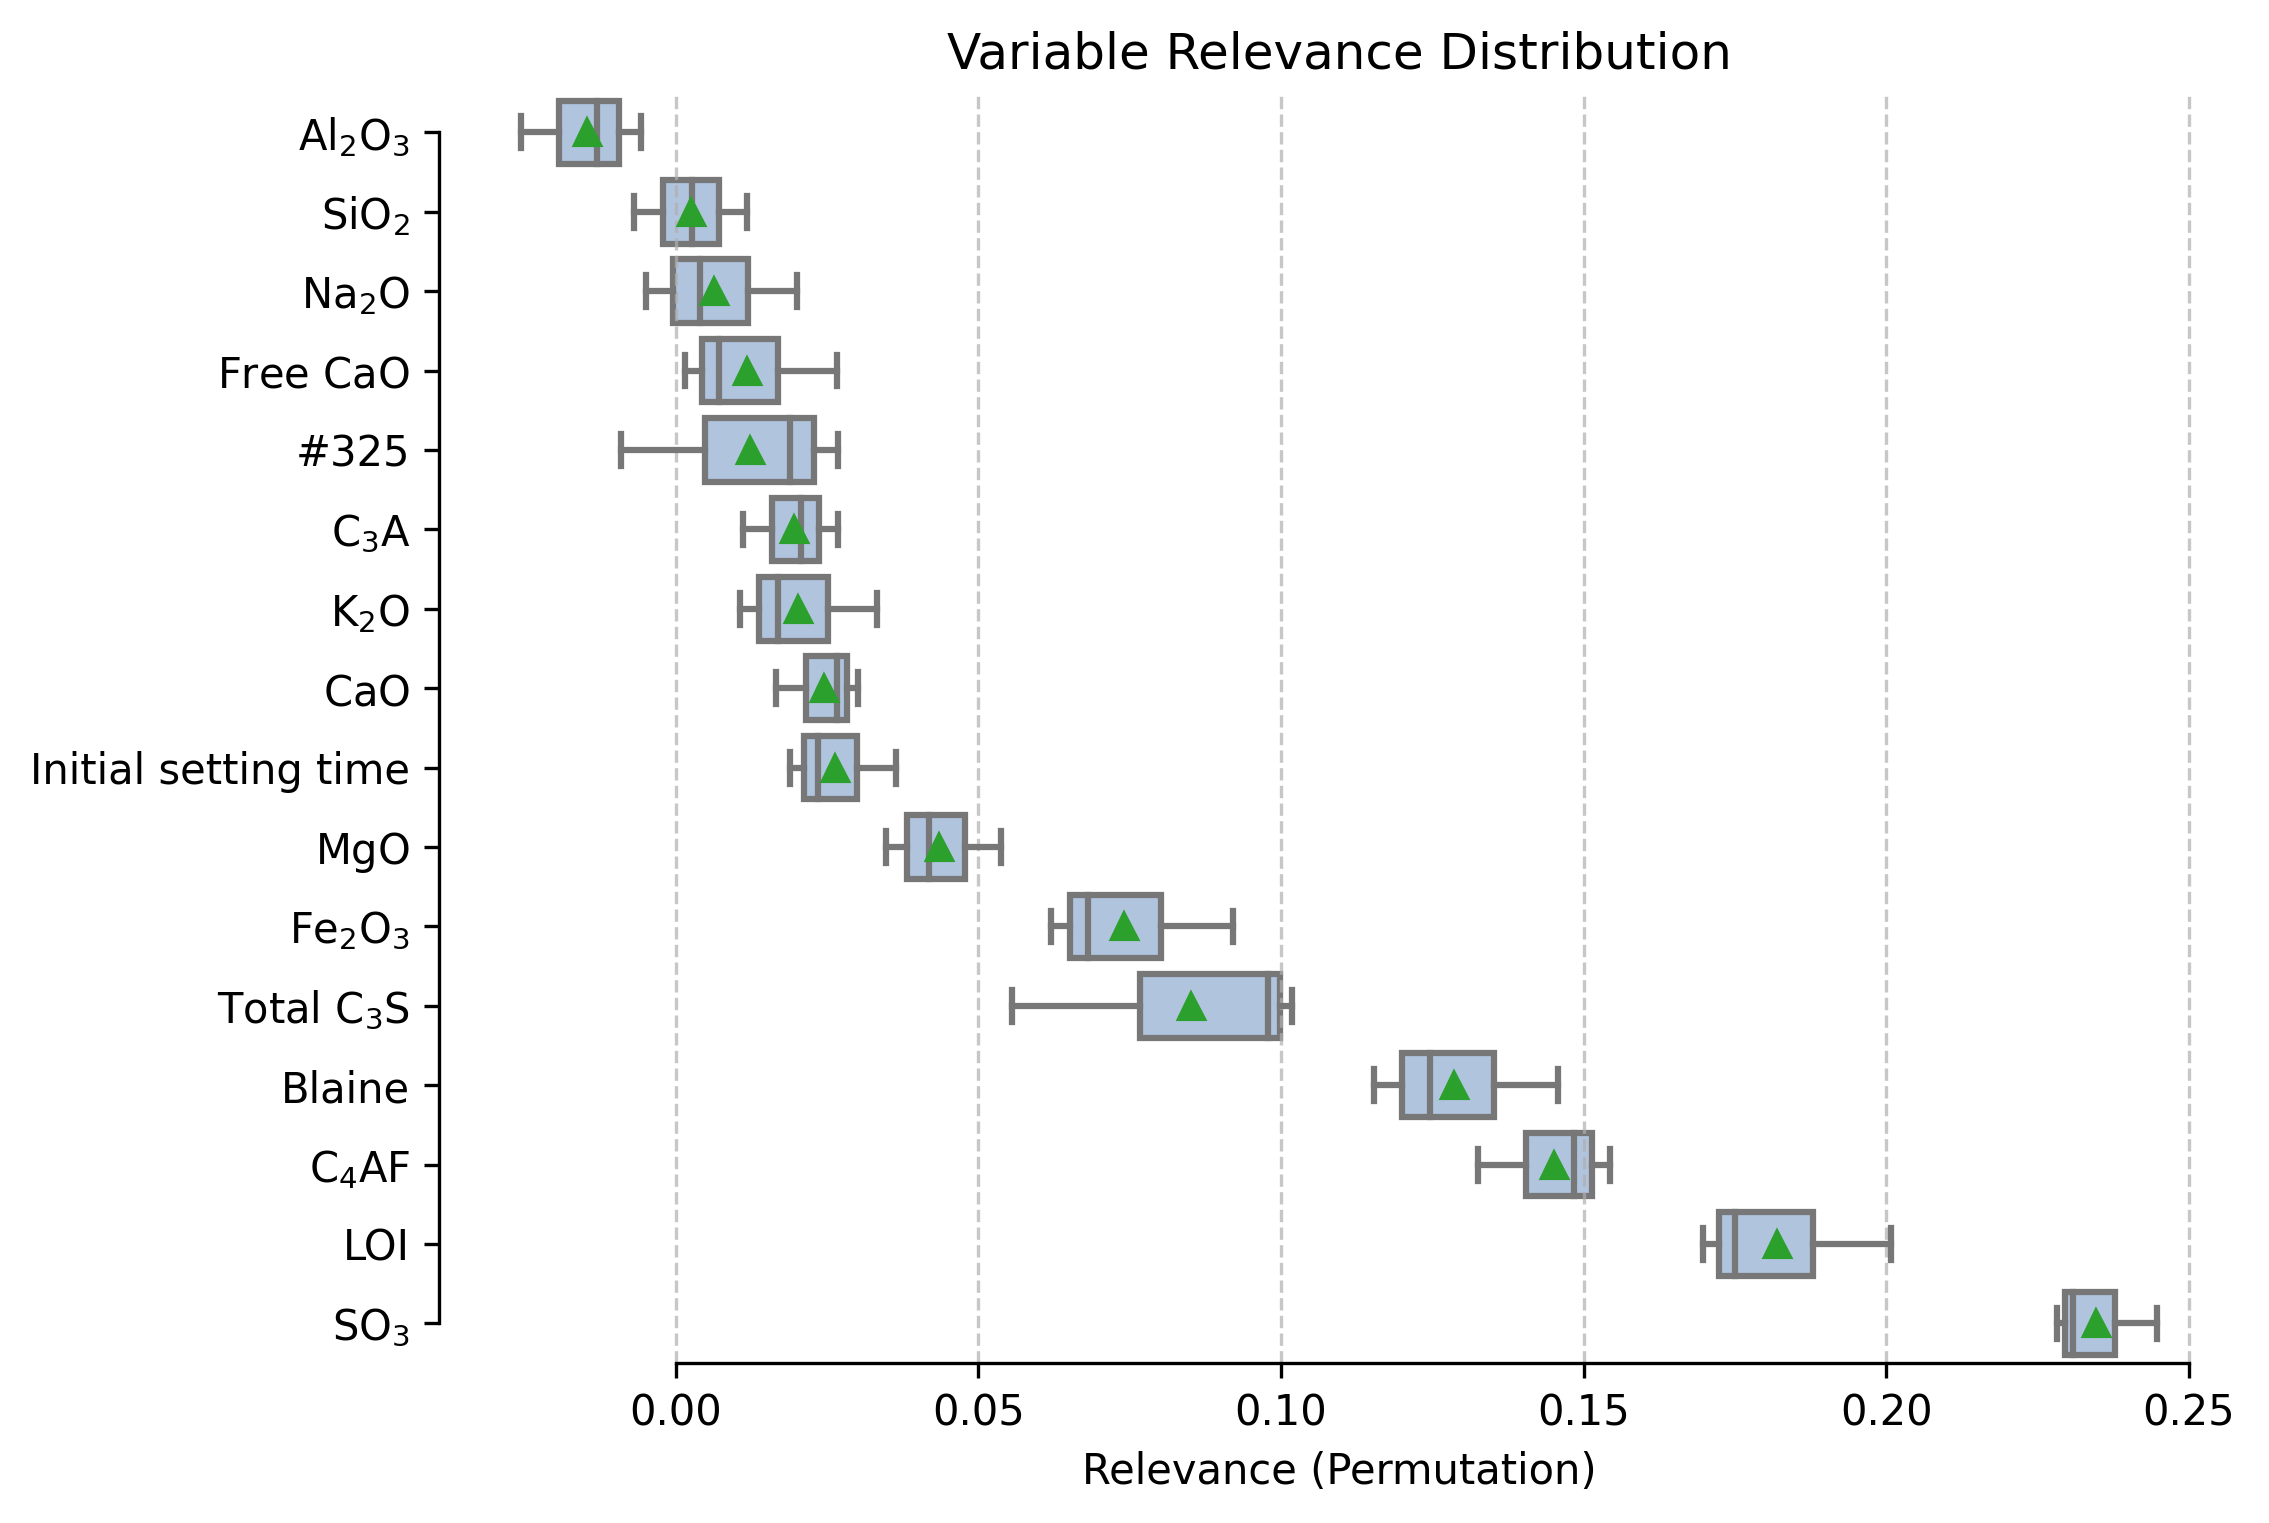 Variable Relevance Distribution
Al₂O₃
SiO₂
Na₂O
Free CaO
#325
C₃A
K₂O
CaO
Initial setting time
MgO
Fe₂O₃
Total C₃S
Blaine
C₄AF
LOI
SO₃
0.00 0.05 0.10 0.15 0.20 0.25
Relevance (Permutation)